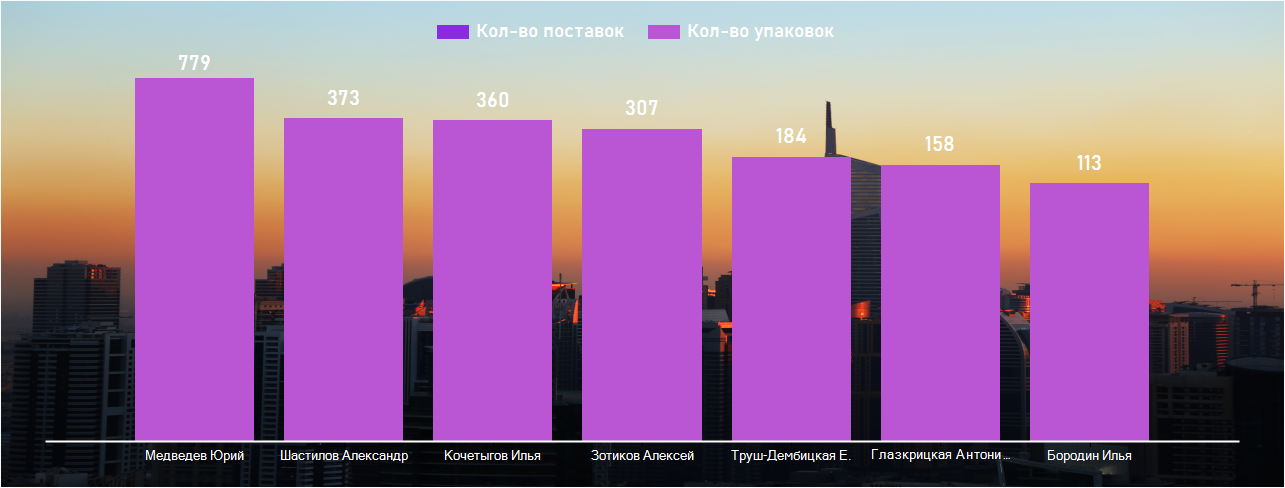 Кол-во поставок Кол-во упаковок
779
373
360
307
184
158
113
Медведев Юрий
Шастилов Александр
Кочетыгов Илья
Зотиков Алексей
Труш-Дембицкая Е.
Глазкрицкая Антони...
Бородин Илья